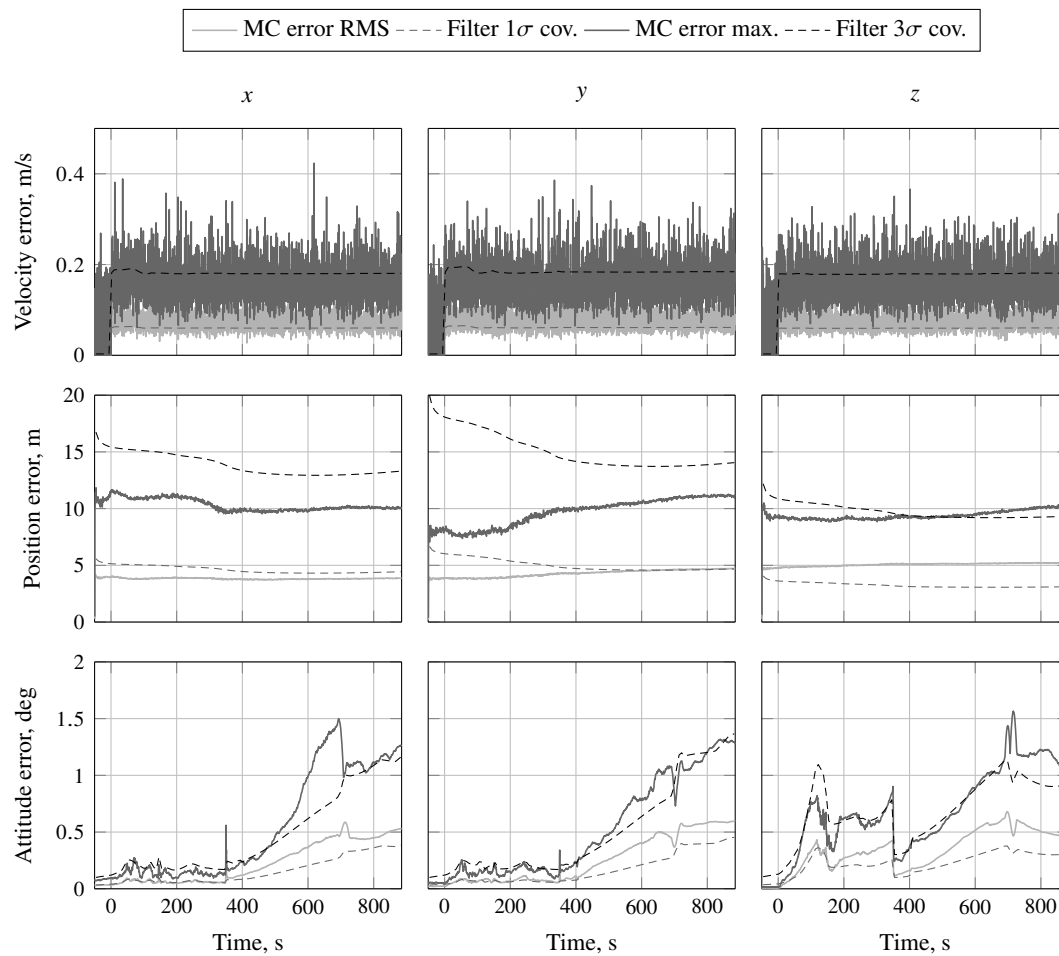 MC error RMS Filter 1σ cov. MC error max. Filter 3σ cov.
x y z
Velocity error, m/s
0.4
0.2
0
Position error, m
20
15
10
5
0
Attitude error, deg
2
1.5
1
0.5
0
0 200 400 600 800 0 200 400 600 800 0 200 400 600 800
Time, s Time, s Time, s